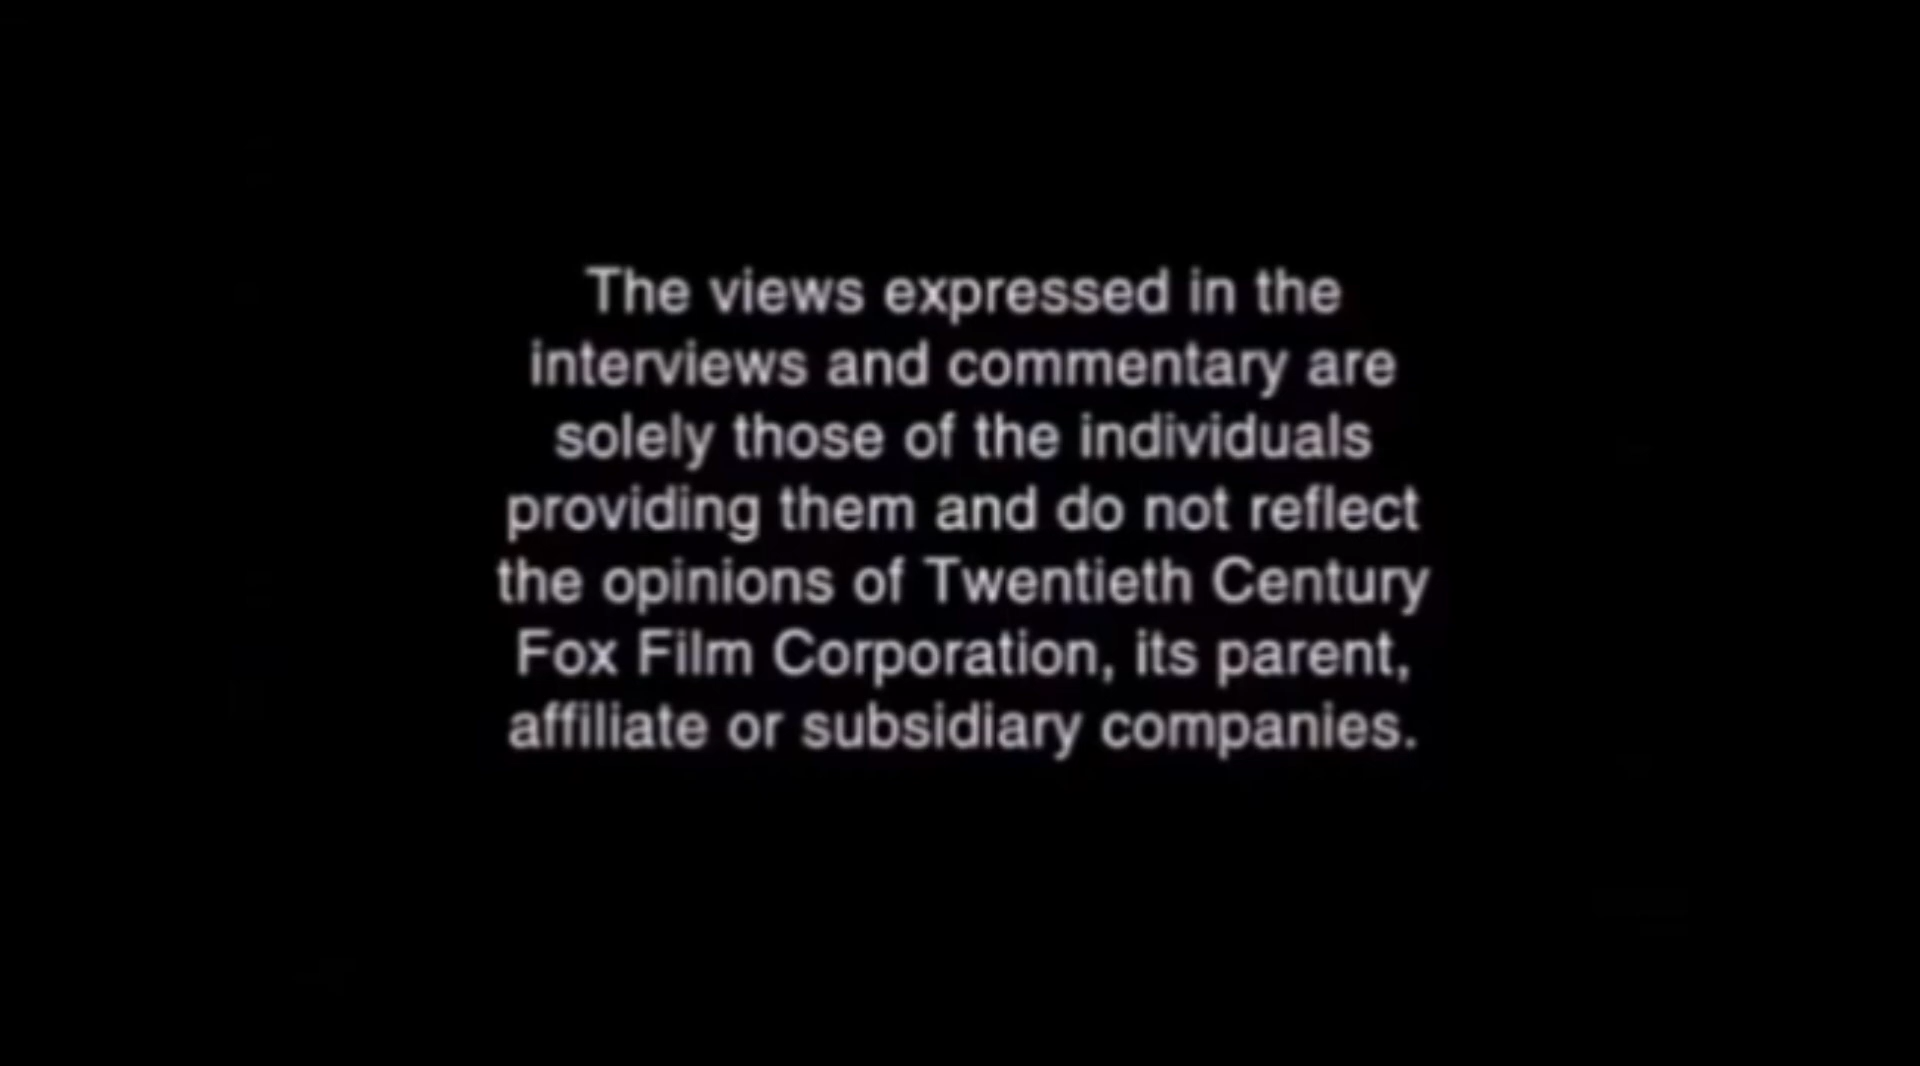 The views expressed in the
interviews and commentary are
solely those of the individuals
providing them and do not reflect
the opinions of Twentieth Century
Fox Film Corporation, its parent,
affiliate or subsidiary companies.